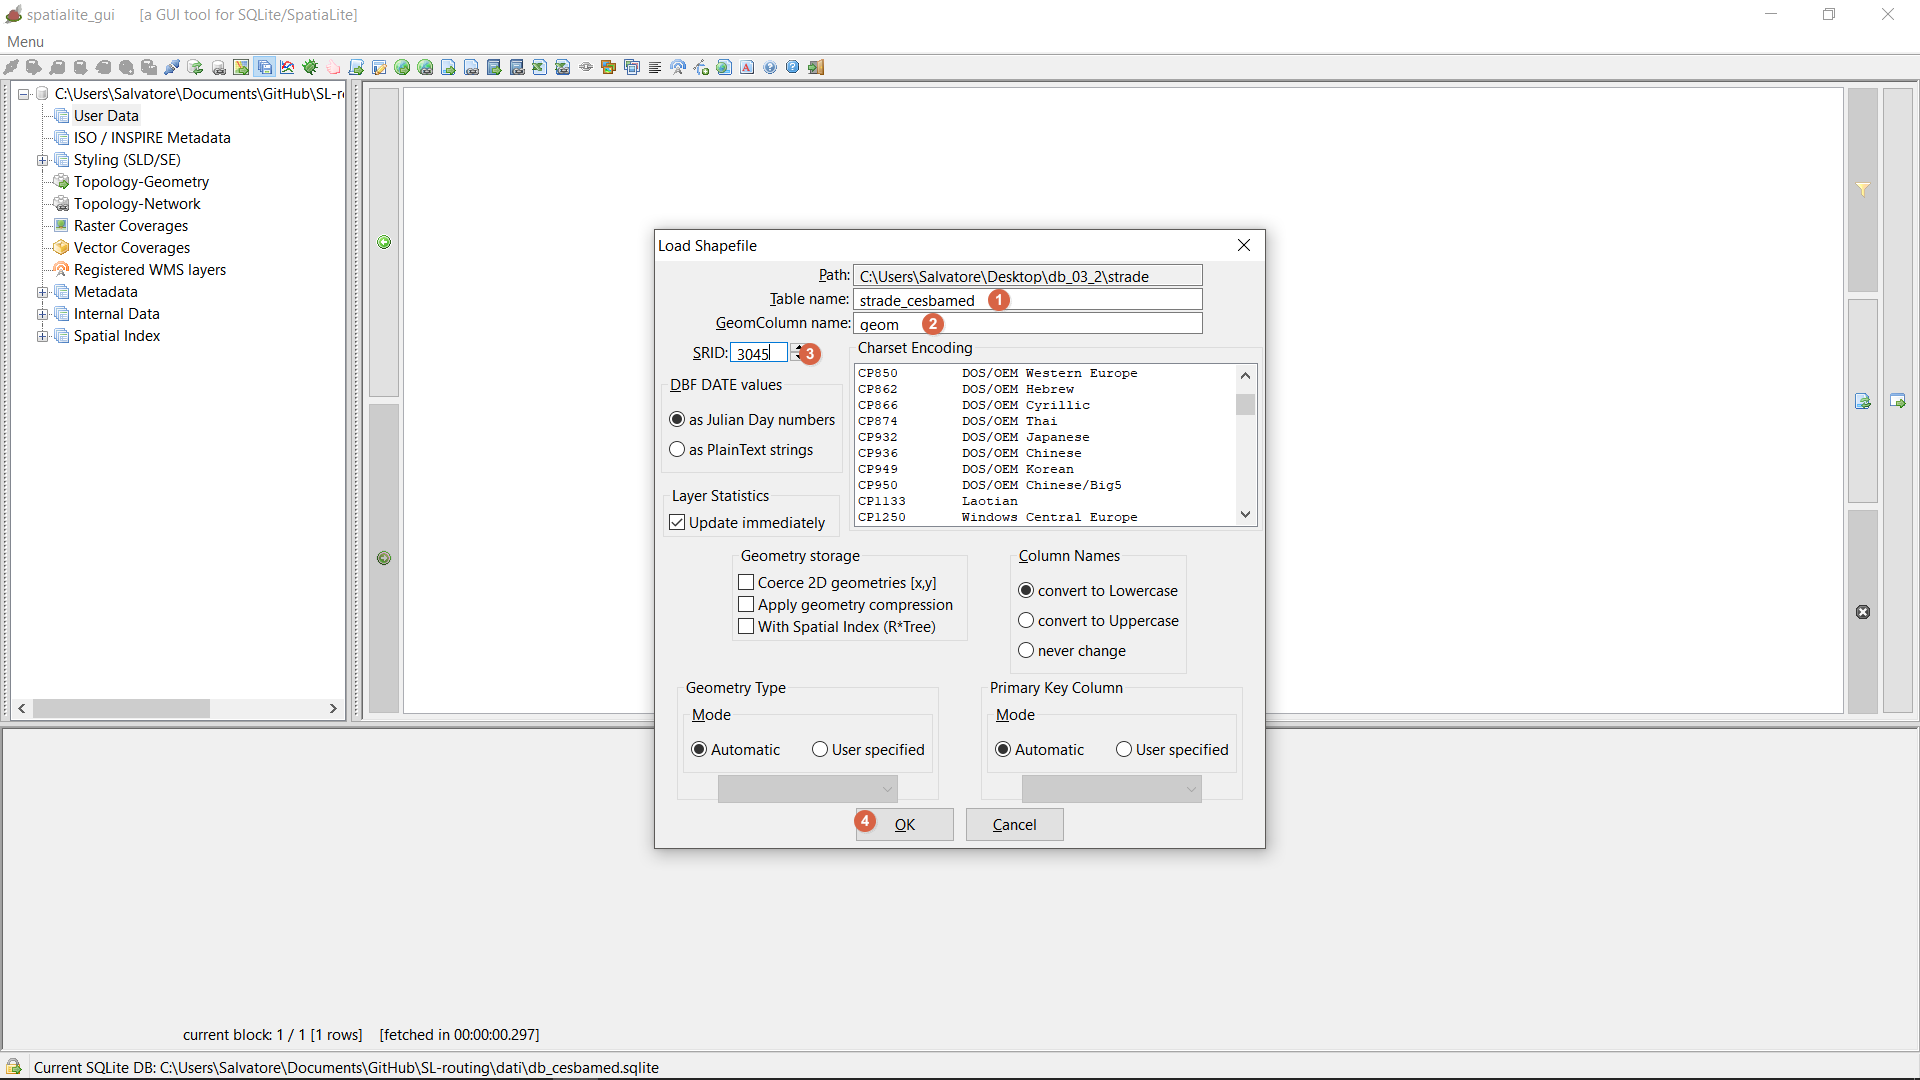 spatialite_gui [a GUI tool for SQLite/SpatiaLite]
Menu
C:\Users\Salvatore\Documents\GitHub\SL-r
User Data
ISO / INSPIRE Metadata
Styling (SLD/SE)
Topology-Geometry
Topology-Network
Raster Coverages
Vector Coverages
Registered WMS layers
Metadata
Internal Data
Spatial Index
Load Shapefile
Path: C:\Users\Salvatore\Desktop\db_03_2\strade
Table name: strade_cesbamed 1
GeomColumn name: geom 2
SRID: 3045 3
DBF DATE values
as Julian Day numbers
as PlainText strings
Layer Statistics
Update immediately
Charset Encoding
CP850 DOS/OEM Western Europe
CP862 DOS/OEM Hebrew
CP866 DOS/OEM Cyrillic
CP874 DOS/OEM Thai
CP932 DOS/OEM Japanese
CP936 DOS/OEM Chinese
CP949 DOS/OEM Korean
CP950 DOS/OEM Chinese/Big5
CP1133 Laotian
CP1250 Windows Central Europe
Geometry storage
Coerce 2D geometries [x,y]
Apply geometry compression
With Spatial Index (R*Tree)
Column Names
convert to Lowercase
convert to Uppercase
never change
Geometry Type
Mode
Automatic User specified
Primary Key Column
Mode
Automatic User specified
4 OK Cancel
current block: 1 / 1 [1 rows] [fetched in 00:00:00.297]
Current SQLite DB: C:\Users\Salvatore\Documents\GitHub\SL-routing\dati\db_cesbamed.sqlite